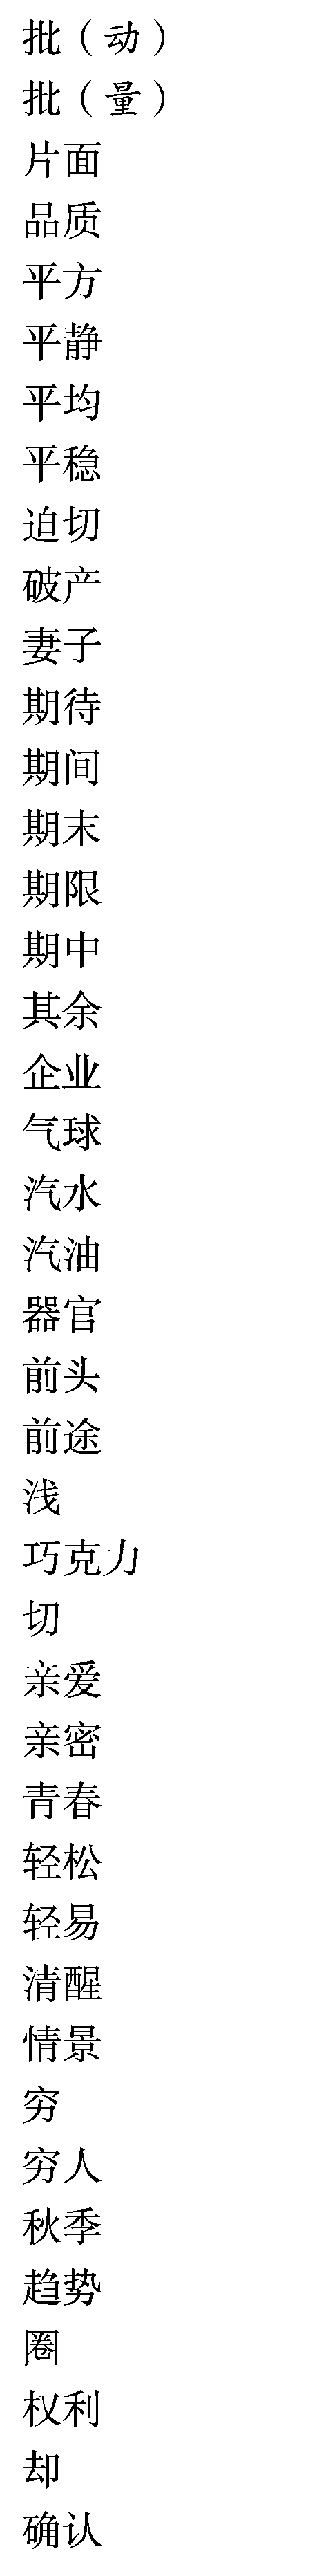 批（动）
批（量）
片面
品质
平方
平静
平均
平稳
迫切
破产
妻子
期待
期间
期末
期限
期中
其余
企业
气球
汽水
汽油
器官
前头
前途
浅
巧克力
切
亲爱
亲密
青春
轻松
轻易
清醒
情景
穷
穷人
秋季
趋势
圈
权利
却
确认